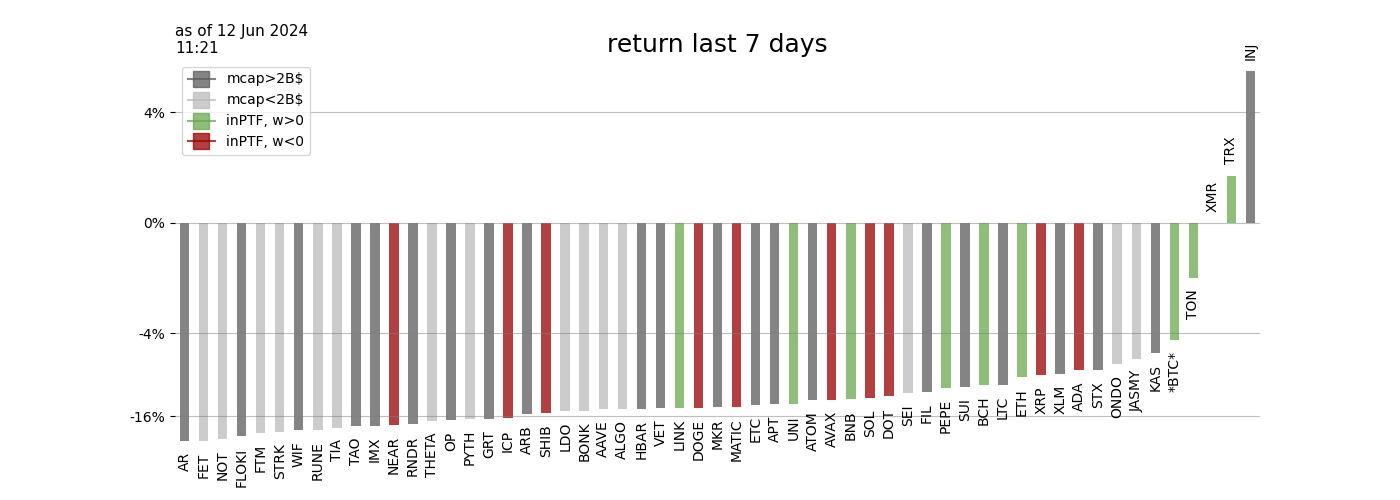 as of 12 Jun 2024
11:21
return last 7 days
mcap>2B$
mcap<2B$
inPTF, w>0
inPTF, w<0
4%
0%
-4%
-16%
AR
FET
NOT
FLOKI
FTM
STRK
WIF
RUNE
TIA
TAO
IMX
NEAR
RNDR
THETA
OP
PYTH
GRT
ICP
ARB
SHIB
LDO
BONK
AAVE
ALGO
HBAR
VET
LINK
DOGE
MKR
MATIC
ETC
APT
UNI
ATOM
AVAX
BNB
SOL
DOT
SEI
FIL
PEPE
SUI
BCH
LTC
ETH
XRP
XLM
ADA
STX
ONDO
JASMY
KAS
*BTC*
TON
XMR
TRX
INJ